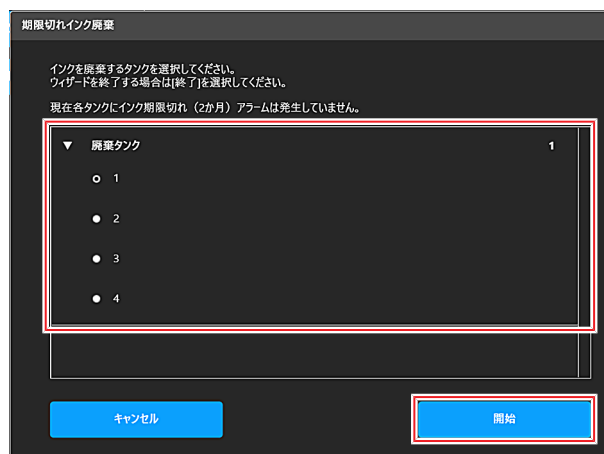 期限切れインク廃棄
インクを廃棄するタンクを選択してください。
ウィザードを終了する場合は[終了]を選択してください。
現在各タンクにインク期限切れ（2か月）アラームは発生していません。
▼ 廃棄タンク 1
1
2
3
4
キャンセル 開始